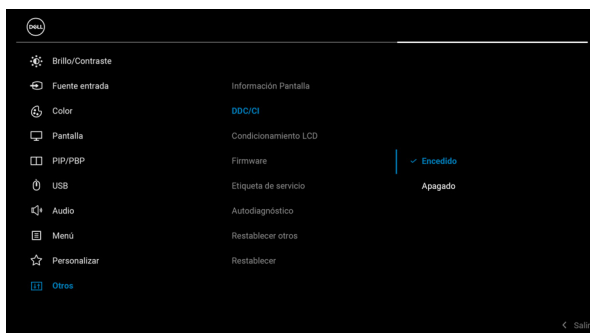 DELL
Brillo/Contraste
Fuente entrada
Información Pantalla
Color
DDC/CI
Pantalla
Condicionamiento LCD
PIP/PBP
Firmware
Encedido
USB
Etiqueta de servicio
Apagado
Audio
Autodiagnóstico
Menú
Restablecer otros
Personalizar
Restablecer
Otros
Salir